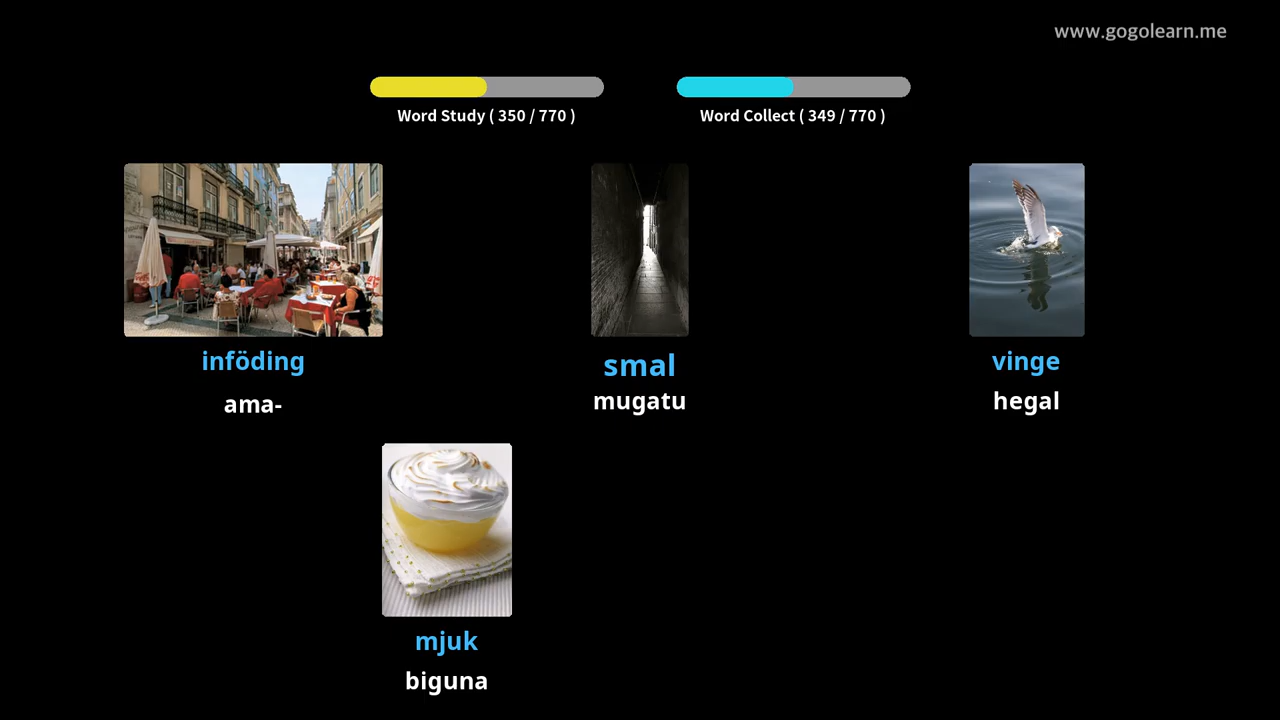 www.gogolearn.me
Word Study ( 350 / 770 )
Word Collect ( 349 / 770 )
inföding
ama-
smal
mugatu
vinge
hegal
mjuk
biguna